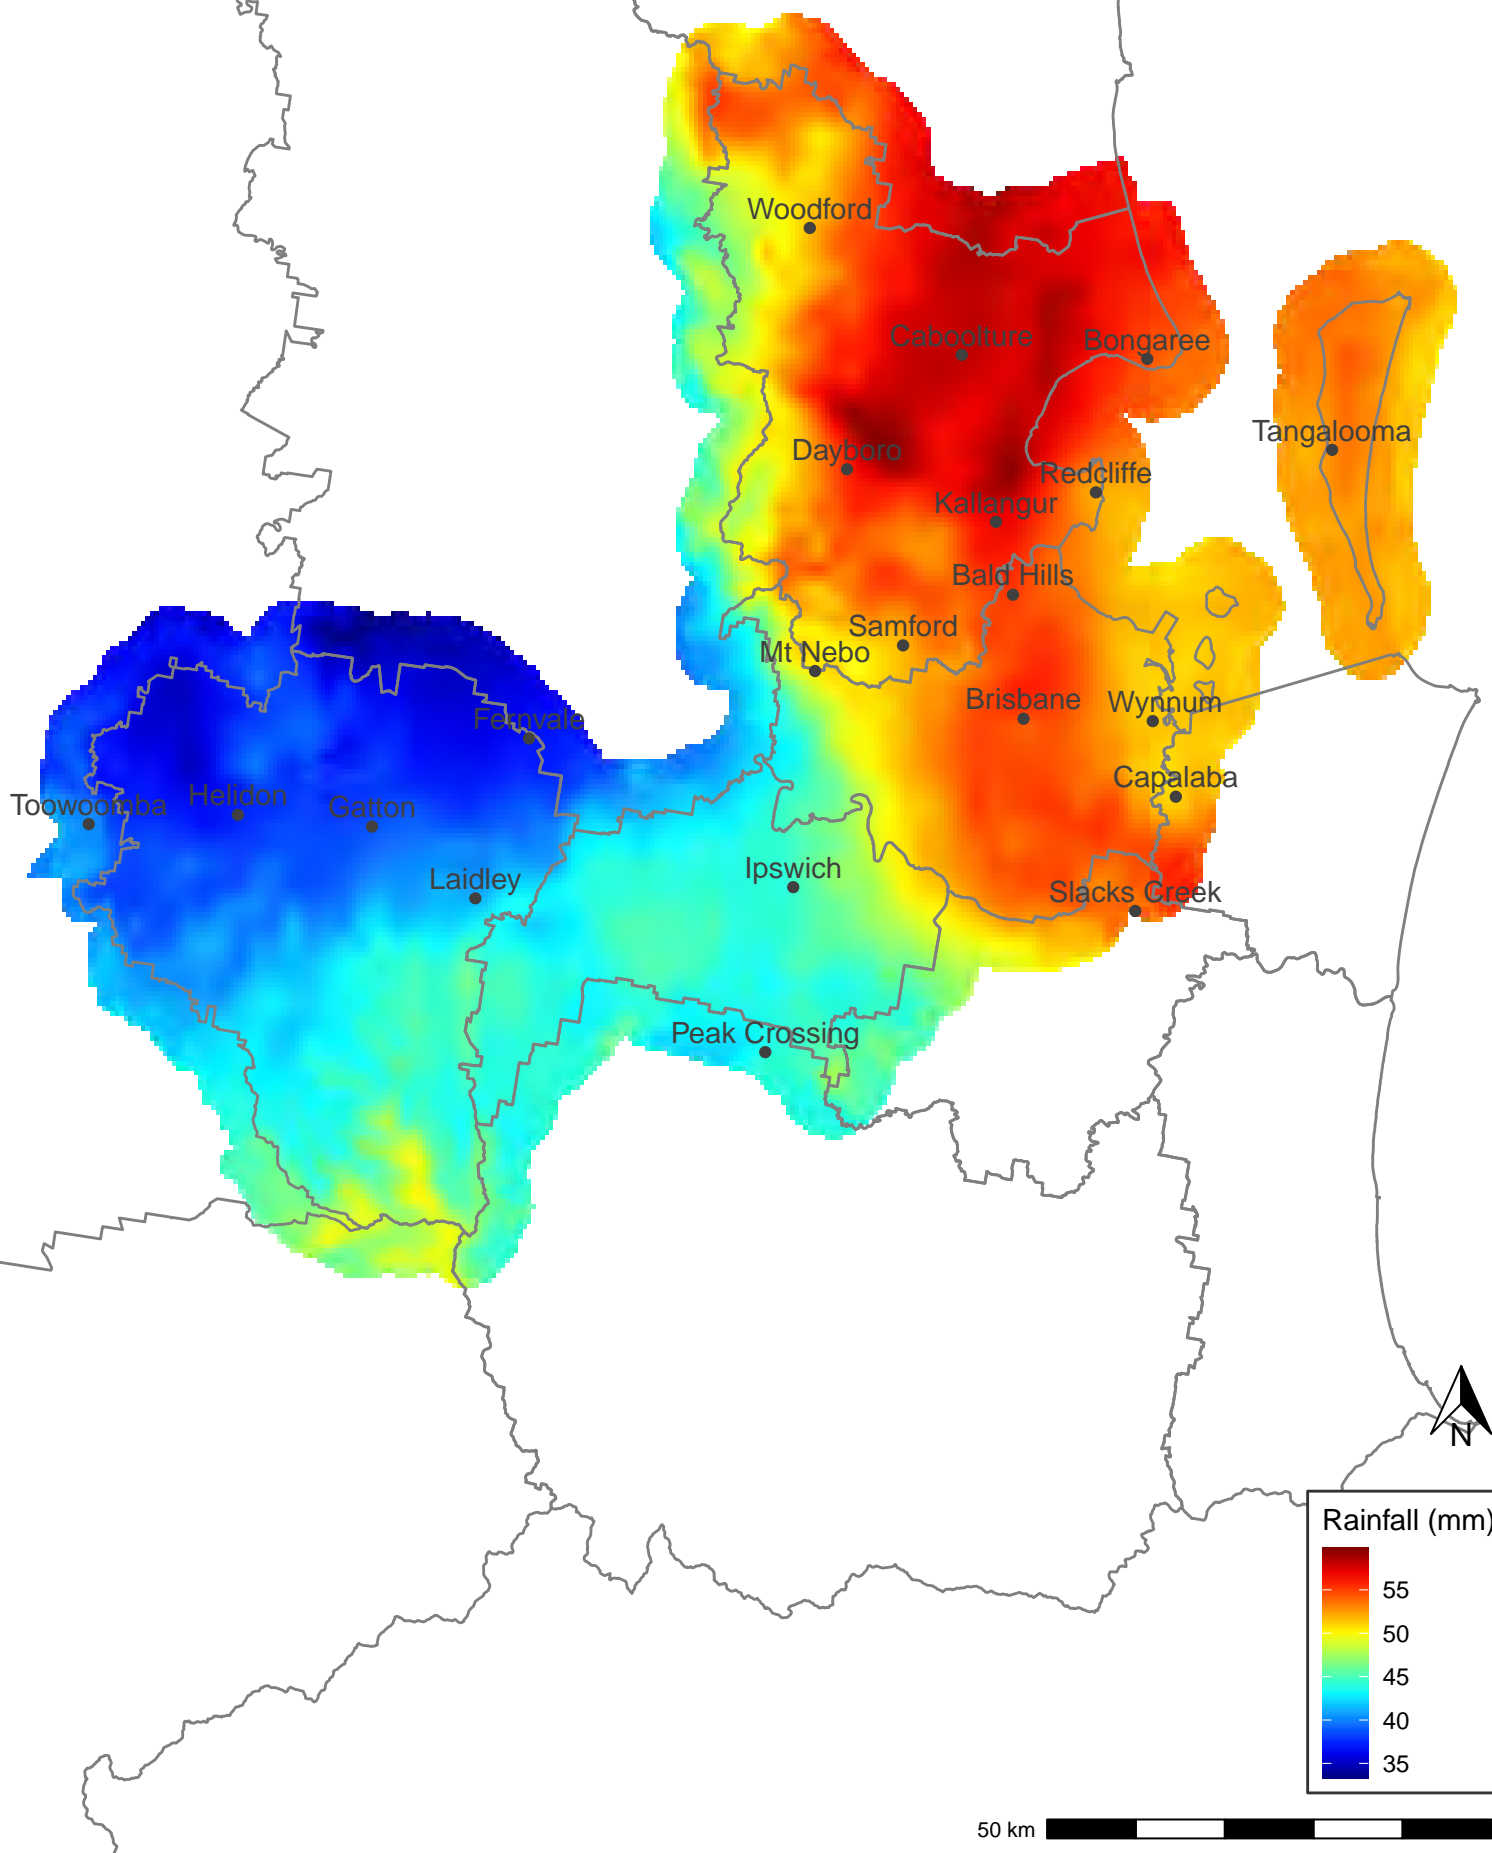 Woodford
Caboolture
Bongaree
Tangalooma
Dayboro
Redcliffe
Kallangur
Bald Hills
Samford
Mt Nebo
Brisbane
Wynnum
Fernvale
Capalaba
Toowoomba
Helidon
Gatton
Ipswich
Laidley
Slacks Creek
Peak Crossing
N
Rainfall (mm)
55
50
45
40
35
50 km